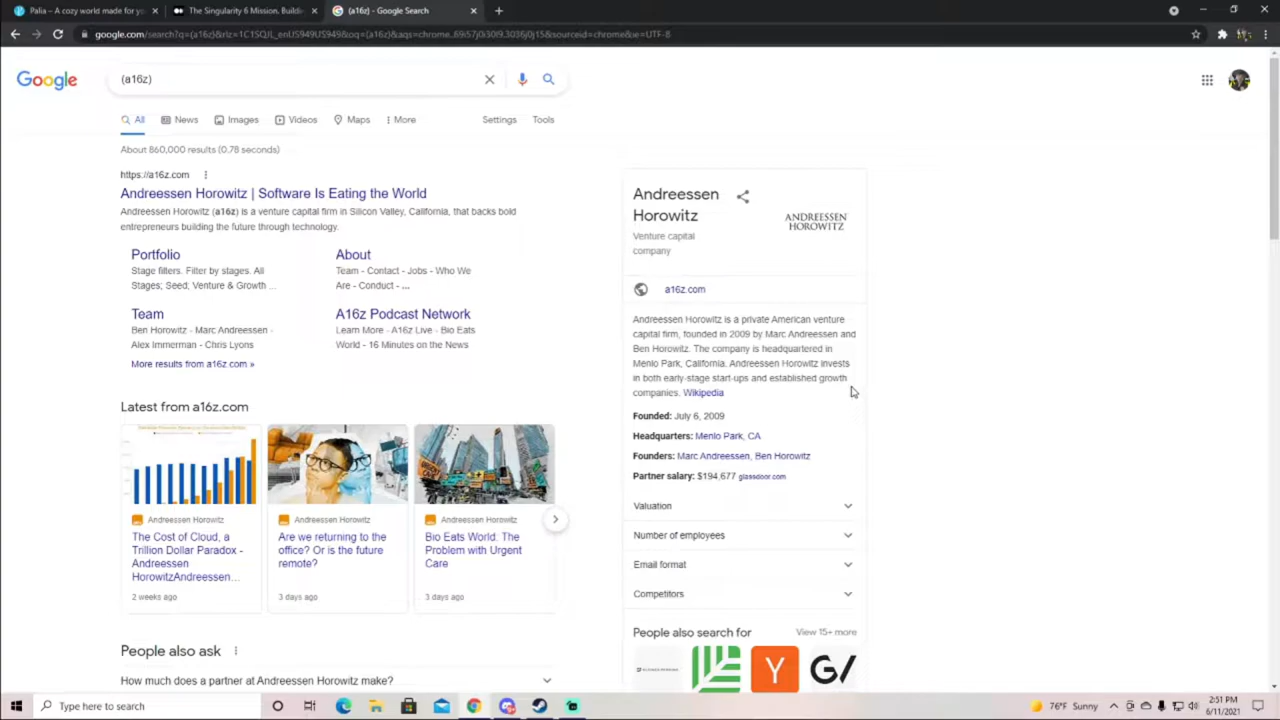 Palia – A cozy world made for yo
The Singularity 6 Mission, Buildin
(a16z) - Google Search
google.com/search?q=(a16z)&rlz=1C1SQJL_enUS949US949&oq=(a16z)&aqs=chrome..69i57j0i30l9.3036j0j15&sourceid=chrome&ie=UTF-8
Google
(a16z)
All
News
Images
Videos
Maps
More
Settings
Tools
About 860,000 results (0.78 seconds)
https://a16z.com
Andreessen Horowitz | Software Is Eating the World
Andreessen Horowitz (a16z) is a venture capital firm in Silicon Valley, California, that backs bold
entrepreneurs building the future through technology.
Portfolio
Stage filters. Filter by stages. All
Stages; Seed; Venture & Growth ...
About
Team - Contact - Jobs - Who We
Are - Conduct - ...
Team
Ben Horowitz - Marc Andreessen -
Alex Immerman - Chris Lyons
A16z Podcast Network
Learn More - A16z Live - Bio Eats
World - 16 Minutes on the News
More results from a16z.com »
Latest from a16z.com
Andreessen Horowitz
The Cost of Cloud, a
Trillion Dollar Paradox -
Andreessen
HorowitzAndreessen...
2 weeks ago
Andreessen Horowitz
Are we returning to the
office? Or is the future
remote?
3 days ago
Andreessen Horowitz
Bio Eats World: The
Problem with Urgent
Care
3 days ago
People also ask
How much does a partner at Andreessen Horowitz make?
Andreessen
Horowitz
Venture capital
company
ANDREESSEN
HOROWITZ
a16z.com
Andreessen Horowitz is a private American venture
capital firm, founded in 2009 by Marc Andreessen and
Ben Horowitz. The company is headquartered in
Menlo Park, California. Andreessen Horowitz invests
in both early-stage start-ups and established growth
companies. Wikipedia
Founded: July 6, 2009
Headquarters: Menlo Park, CA
Founders: Marc Andreessen, Ben Horowitz
Partner salary: $194,677 glassdoor.com
Valuation
Number of employees
Email format
Competitors
People also search for
View 15+ more
Y
G/
Type here to search
76°F Sunny
2:51 PM
6/11/2021